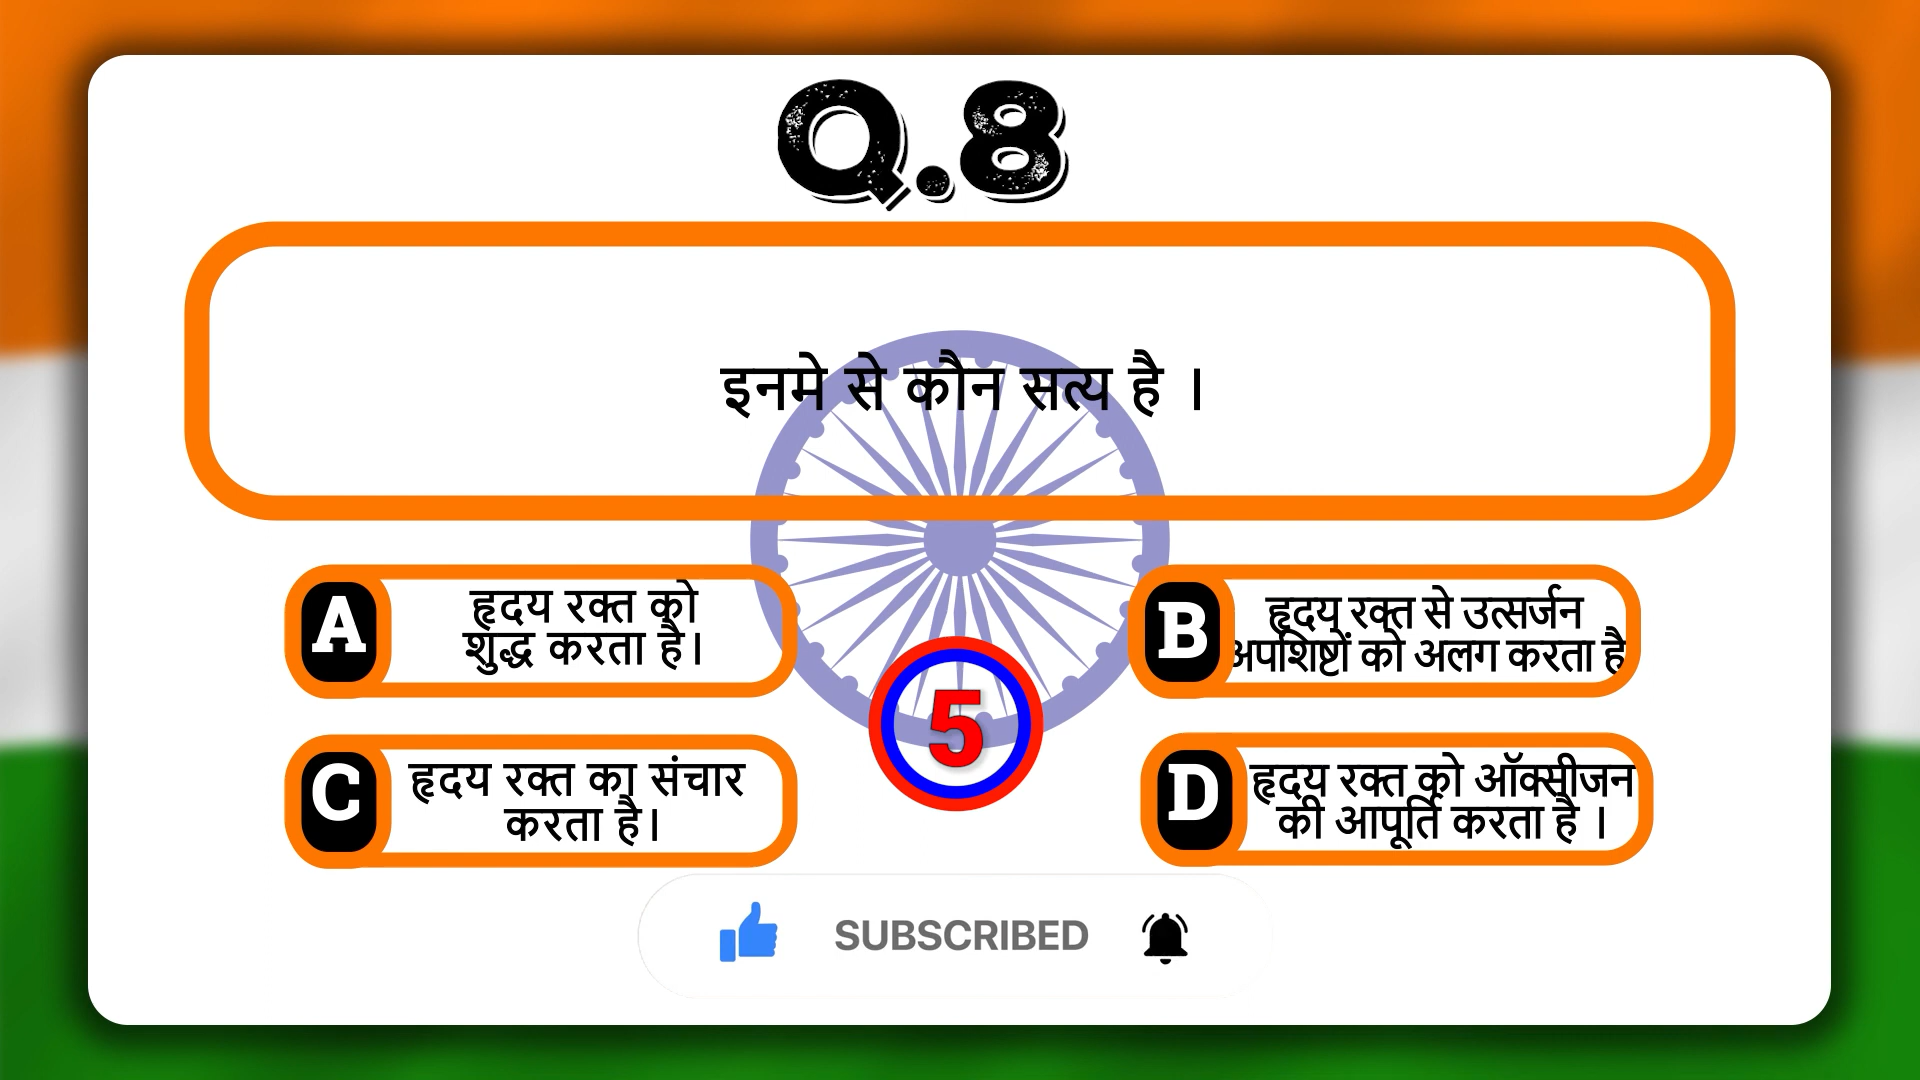 Q.8
इनमे से कौन सत्य है ।
A
हृदय रक्त को
शुद्ध करता है।
B
हृदय रक्त से उत्सर्जन
अपशिष्टों को अलग करता है
C
हृदय रक्त का संचार
करता है।
D
हृदय रक्त को ऑक्सीजन
की आपूर्ति करता है ।
5
SUBSCRIBED